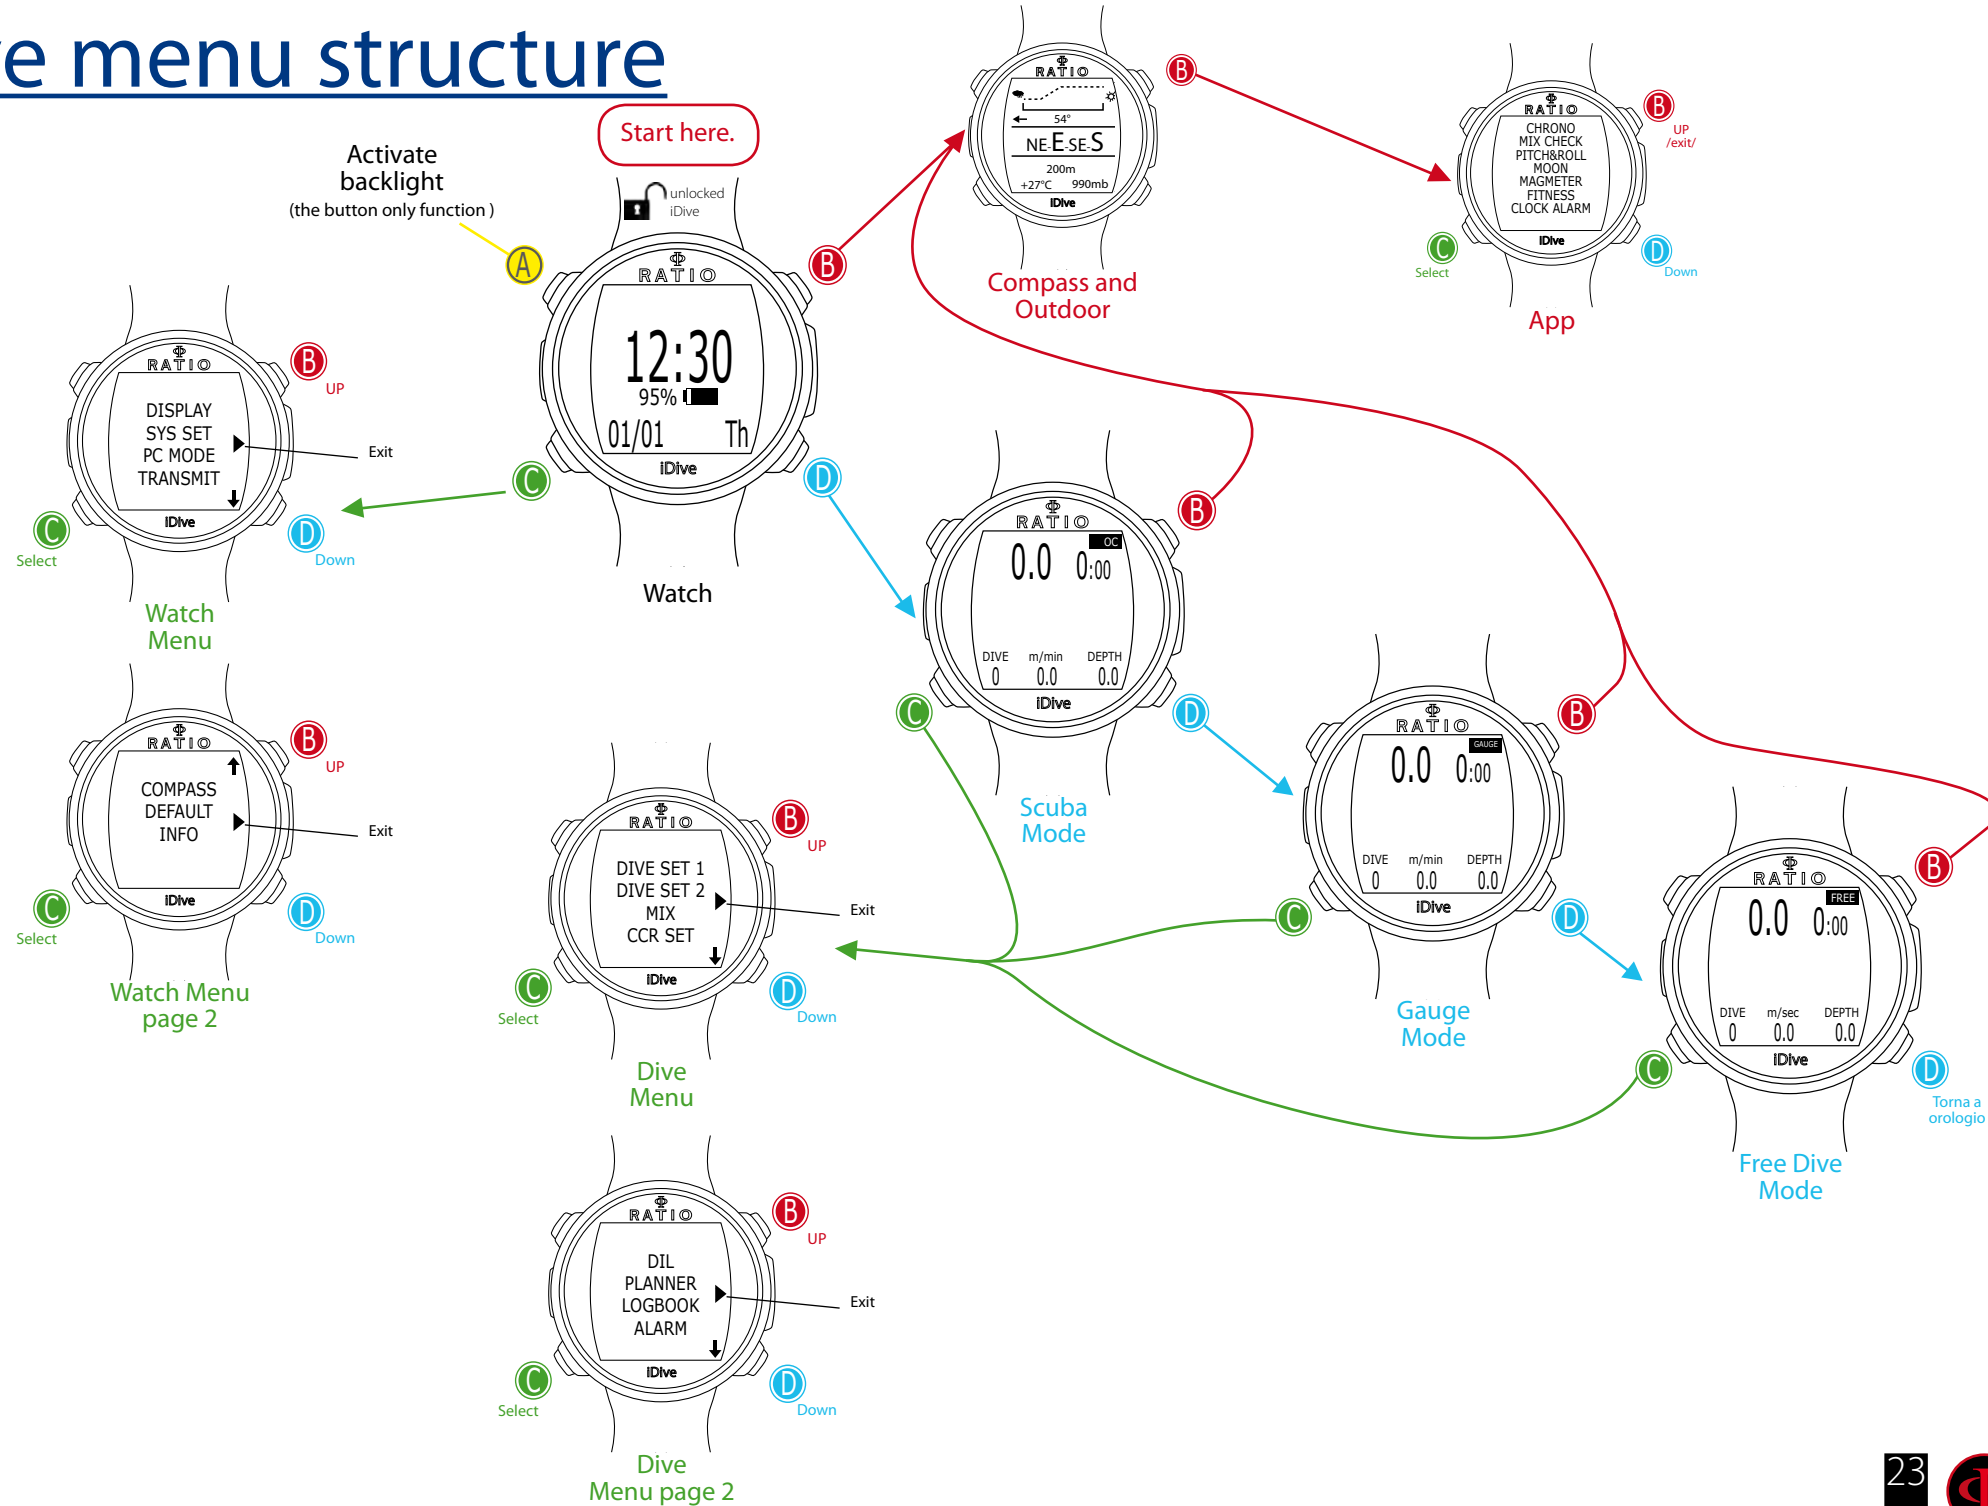 e menu structure
Start here.
Activate
backlight
(the button only function )
unlocked
iDive
A
B
RATIO
12:30
95%
01/01 Th
iDive
C
D
Watch
RATIO
54°
NE-E-SE-S
200m
+27°C 990mb
iDive
B
Compass and
Outdoor
RATIO
CHRONO
MIX CHECK
PITCH&ROLL
MOON
MAGMETER
FITNESS
CLOCK ALARM
iDive
B
UP
/exit/
C
Select
D
Down
App
RATIO
DISPLAY
SYS SET
PC MODE
TRANSMIT
iDive
B
UP
Exit
C
Select
D
Down
Watch
Menu
RATIO
COMPASS
DEFAULT
INFO
iDive
B
UP
Exit
C
Select
D
Down
Watch Menu
page 2
RATIO
OC
0.0 0:00
DIVE m/min DEPTH
0 0.0 0.0
iDive
B
C
D
Scuba
Mode
RATIO
GAUGE
0.0 0:00
DIVE m/min DEPTH
0 0.0 0.0
iDive
B
C
D
Gauge
Mode
RATIO
FREE
0.0 0:00
DIVE m/sec DEPTH
0 0.0 0.0
iDive
B
C
D
Torna a
orologio
Free Dive
Mode
RATIO
DIVE SET 1
DIVE SET 2
MIX
CCR SET
iDive
B
UP
Exit
C
Select
D
Down
Dive
Menu
RATIO
DIL
PLANNER
LOGBOOK
ALARM
iDive
B
UP
Exit
C
Select
D
Down
Dive
Menu page 2
23